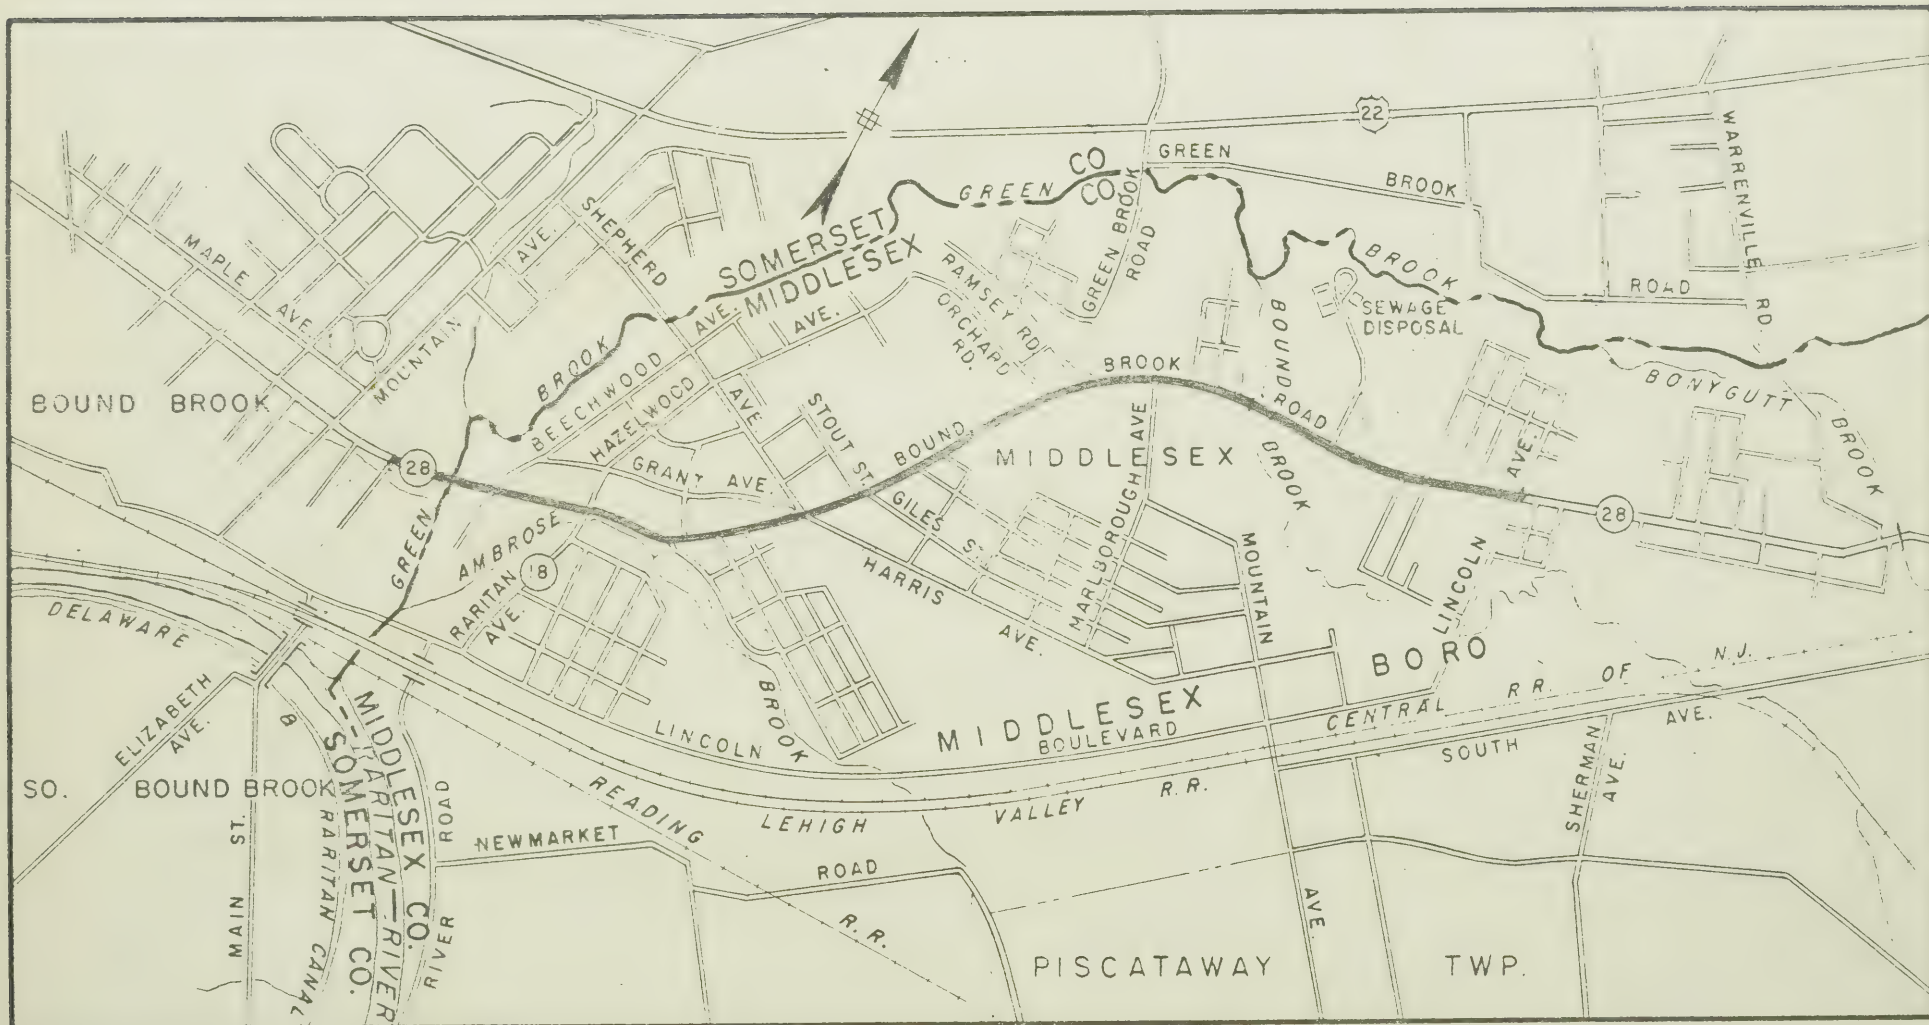 22
GREEN
BROOK
ROAD
WARRENVILLE
RD.
GREEN
CO
CO.
SOMERSET
MIDDLESEX
SHEPHERD
AVE
MAPLE
AVE.
MOUNTAIN
AVE.
GREEN BROOK
ROAD
RAMSEY RD.
ORCHARD
RD.
BROOK
SEWAGE
DISPOSAL
BOUND
BROOK
BONYGUTT
BROOK
BROOK
BEECHWOOD
AVE.
HAZELWOOD
AVE.
BOUND BROOK
28
STOUT ST.
BOUND
BROOK
ROAD
MIDDLESEX
GRANT AVE.
GILES
ST.
MARLBOROUGH AVE
LINCOLN
AVE.
28
GREEN
AMBROSE
BROOK
RARITAN
AVE.
18
HARRIS
AVE.
MOUNTAIN
AVE.
DELAWARE
8
RARITAN CANAL
ELIZABETH
AVE.
MIDDLESEX
BORO
LINCOLN
BOULEVARD
CENTRAL
R.R.
OF
N.J.
SOUTH
AVE.
SHERMAN
AVE.
READING
R.R.
LEHIGH
VALLEY
R.R.
SO.
BOUND BROOK
MAIN ST.
MIDDLESEX CO.
RARITAN RIVER
SOMERSET CO.
RIVER
ROAD
NEWMARKET
ROAD
PISCATAWAY
TWP.